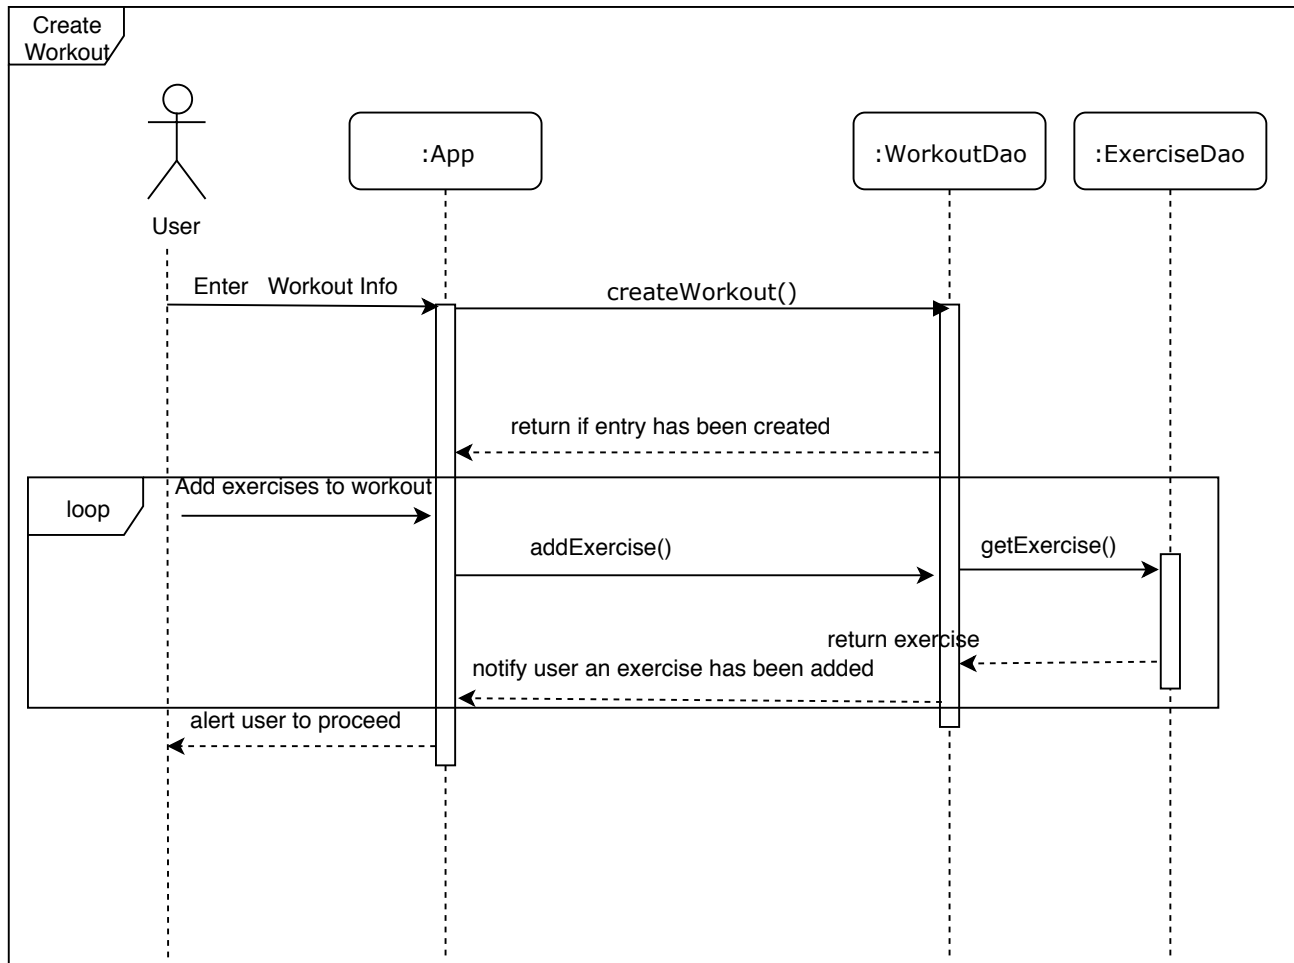 Create
Workout
:App
:WorkoutDao
:ExerciseDao
User
Enter Workout Info
createWorkout()
return if entry has been created
loop
Add exercises to workout
addExercise()
getExercise()
return exercise
notify user an exercise has been added
alert user to proceed